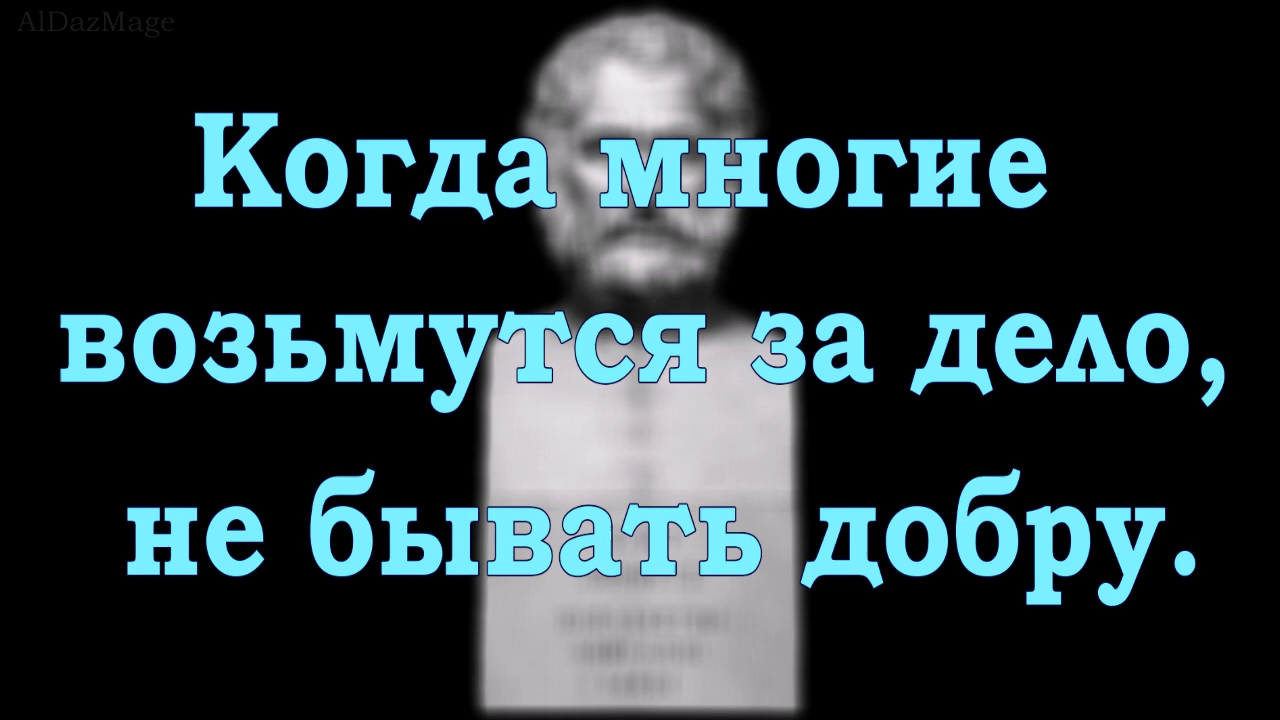 AlDazMage
Когда многие
возьмутся за дело,
не бывать добру.